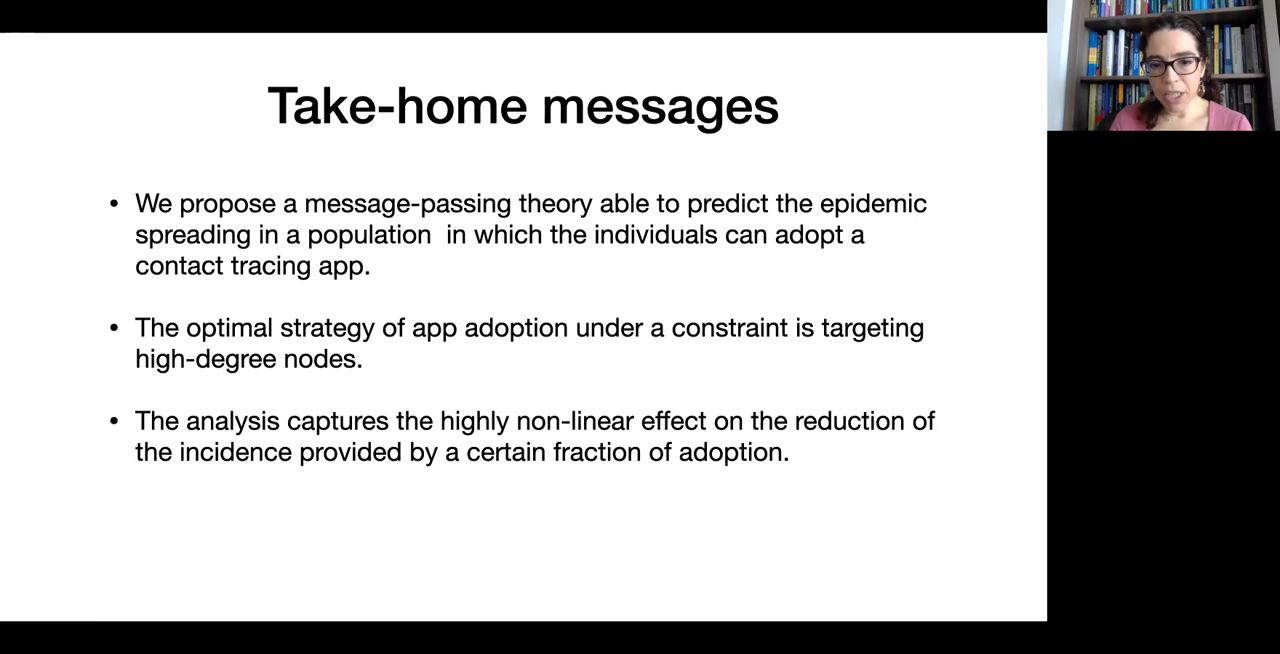 Take-home messages
• We propose a message-passing theory able to predict the epidemic
spreading in a population  in which the individuals can adopt a
contact tracing app.
• The optimal strategy of app adoption under a constraint is targeting
high-degree nodes.
• The analysis captures the highly non-linear effect on the reduction of
the incidence provided by a certain fraction of adoption.